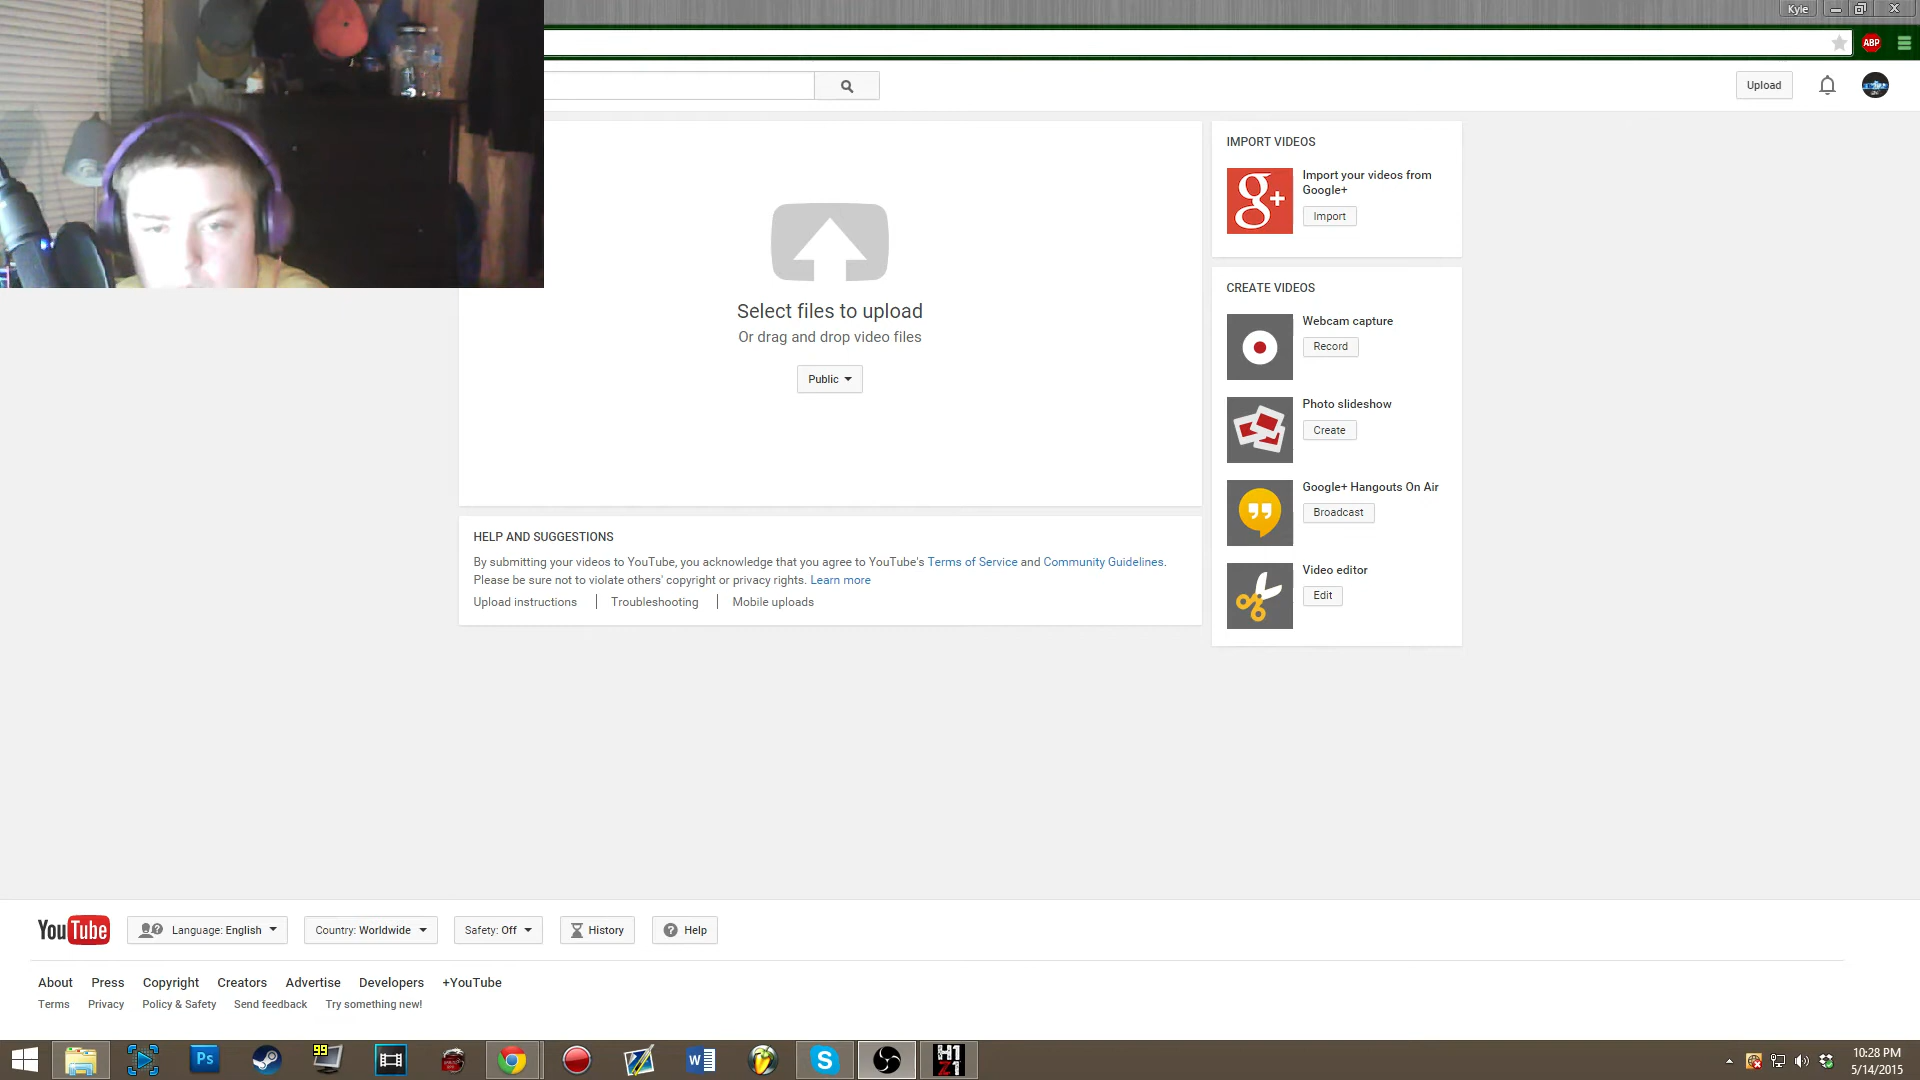 Kyle
ABP
Upload
IMPORT VIDEOS
g+
Import your videos from
Google+
Import
Select files to upload
Or drag and drop video files
Public
CREATE VIDEOS
Webcam capture
Record
Photo slideshow
Create
Google+ Hangouts On Air
Broadcast
Video editor
Edit
HELP AND SUGGESTIONS
By submitting your videos to YouTube, you acknowledge that you agree to YouTube's Terms of Service and Community Guidelines.
Please be sure not to violate others' copyright or privacy rights. Learn more
Upload instructions | Troubleshooting | Mobile uploads
YouTube Language: English Country: Worldwide Safety: Off History Help
About Press Copyright Creators Advertise Developers +YouTube
Terms Privacy Policy & Safety Send feedback Try something new!
Ps 99 W S H1Z1
10:28 PM
5/14/2015